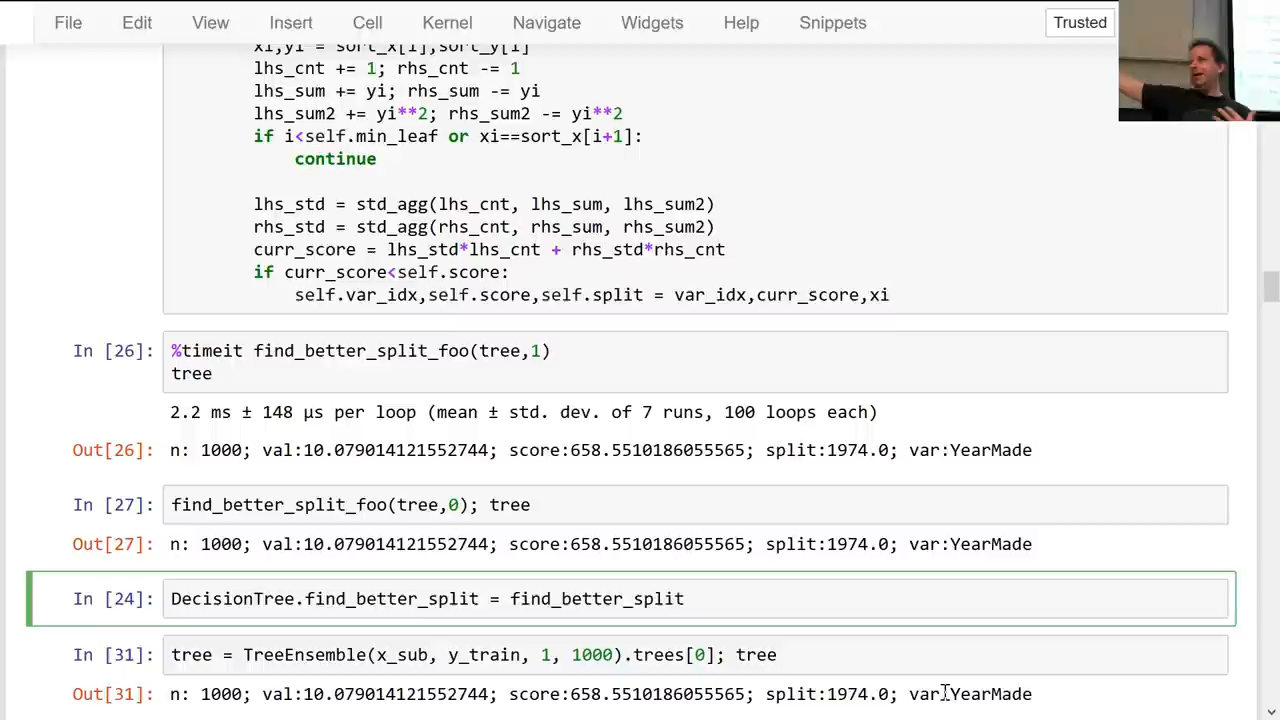 File Edit View Insert Cell Kernel Navigate Widgets Help Snippets Trusted
xi,yi = sort_x[i],sort_y[i]
lhs_cnt += 1; rhs_cnt -= 1
lhs_sum += yi; rhs_sum -= yi
lhs_sum2 += yi**2; rhs_sum2 -= yi**2
if i<self.min_leaf or xi==sort_x[i+1]:
continue
lhs_std = std_agg(lhs_cnt, lhs_sum, lhs_sum2)
rhs_std = std_agg(rhs_cnt, rhs_sum, rhs_sum2)
curr_score = lhs_std*lhs_cnt + rhs_std*rhs_cnt
if curr_score<self.score:
self.var_idx,self.score,self.split = var_idx,curr_score,xi
In [26]: %timeit find_better_split_foo(tree,1)
tree
2.2 ms ± 148 µs per loop (mean ± std. dev. of 7 runs, 100 loops each)
Out[26]: n: 1000; val:10.079014121552744; score:658.5510186055565; split:1974.0; var:YearMade
In [27]: find_better_split_foo(tree,0); tree
Out[27]: n: 1000; val:10.079014121552744; score:658.5510186055565; split:1974.0; var:YearMade
In [24]: DecisionTree.find_better_split = find_better_split
In [31]: tree = TreeEnsemble(x_sub, y_train, 1, 1000).trees[0]; tree
Out[31]: n: 1000; val:10.079014121552744; score:658.5510186055565; split:1974.0; var:YearMade